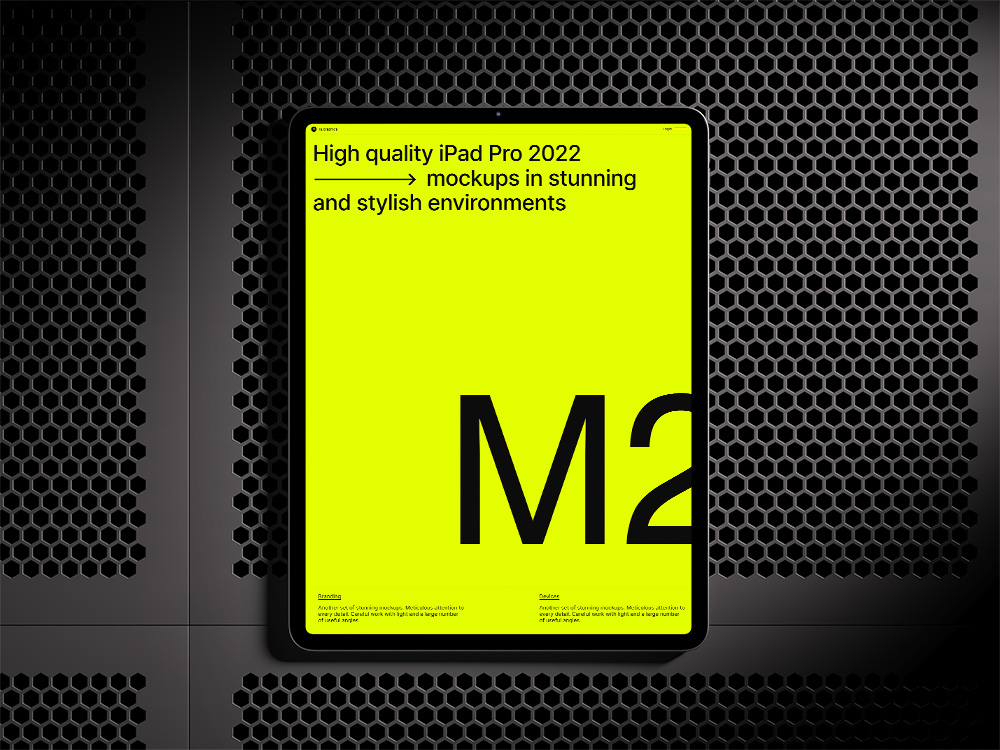 High quality iPad Pro 2022
→ mockups in stunning
and stylish environments
M2
Branding
Another set of stunning mockups. Meticulous attention to
every detail. Careful work with light and a large number
of useful angles
Devices
Another set of stunning mockups. Meticulous attention to
every detail. Careful work with light and a large number
of useful angles